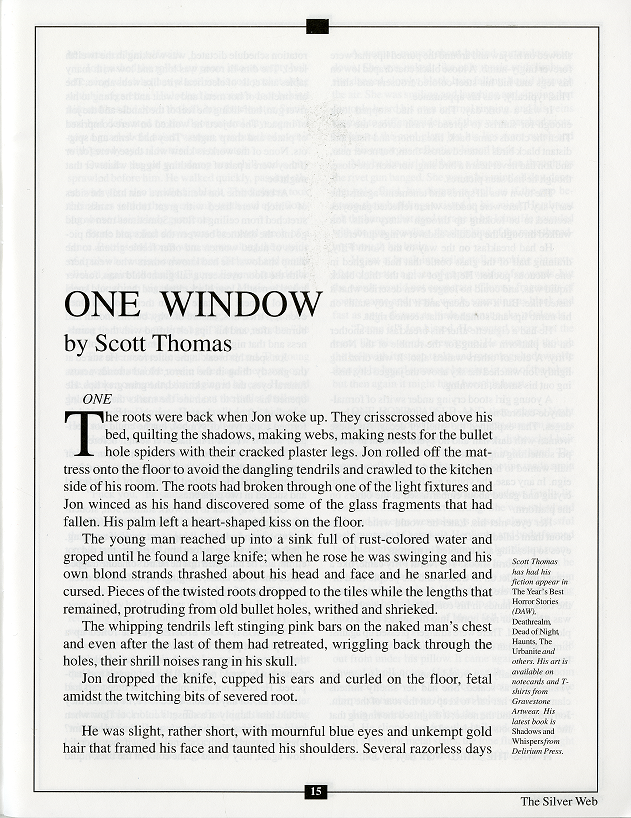 ONE WINDOW
by Scott Thomas
ONE
The roots were back when Jon woke up. They crisscrossed above his
bed, quilting the shadows, making webs, making nests for the bullet
hole spiders with their cracked plaster legs. Jon rolled off the mat-
tress onto the floor to avoid the dangling tendrils and crawled to the kitchen
side of his room. The roots had broken through one of the light fixtures and
Jon winced as his hand discovered some of the glass fragments that had
fallen. His palm left a heart-shaped kiss on the floor.
The young man reached up into a sink full of rust-colored water and
groped until he found a large knife; when he rose he was swinging and his
own blond strands thrashed about his head and face and he snarled and
cursed. Pieces of the twisted roots dropped to the tiles while the lengths that
remained, protruding from old bullet holes, writhed and shrieked.
The whipping tendrils left stinging pink bars on the naked man's chest
and even after the last of them had retreated, wriggling back through the
holes, their shrill noises rang in his skull.
Jon dropped the knife, cupped his ears and curled on the floor, fetal
amidst the twitching bits of severed root.
He was slight, rather short, with mournful blue eyes and unkempt gold
hair that framed his face and taunted his shoulders. Several razorless days
Scott Thomas
has had his
fiction appear in
The Year's Best
Horror Stories
(DAW),
Deathrealm,
Dead of Night,
Haunts, The
Urbanite and
others. His art is
available on
notecards and T-
shirts from
Gravestone
Artwear. His
latest book is
Shadows and
Whispers from
Delirium Press.
15
The Silver Web